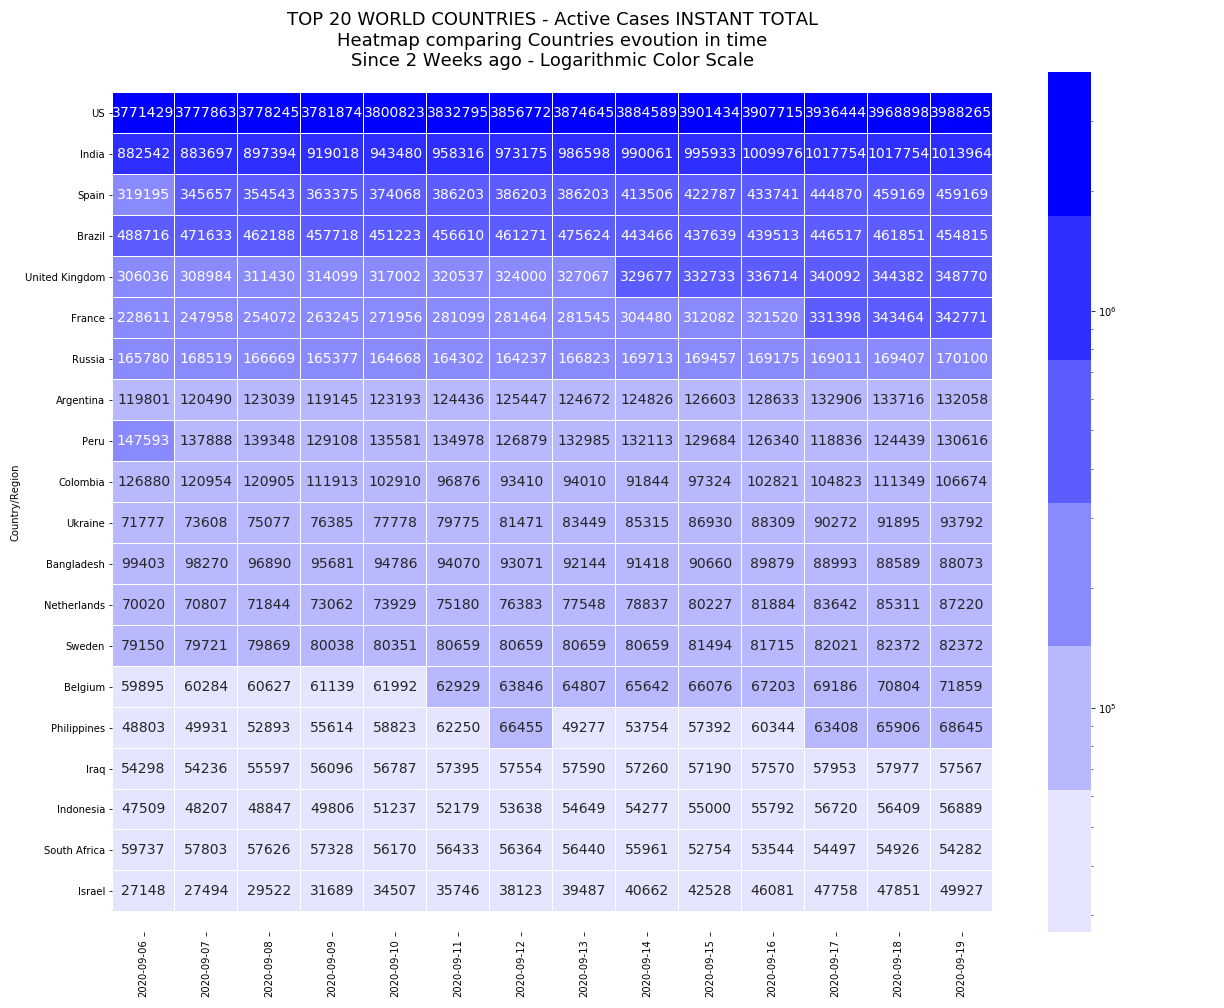 TOP 20 WORLD COUNTRIES - Active Cases INSTANT TOTAL
Heatmap comparing Countries evoution in time
Since 2 Weeks ago - Logarithmic Color Scale
Country/Region
US 3771429 3777863 3778245 3781874 3800823 3832795 3856772 3874645 3884589 3901434 3907715 3936444 3968898 3988265
India 882542 883697 897394 919018 943480 958316 973175 986598 990061 995933 1009976 1017754 1017754 1013964
Spain 319195 345657 354543 363375 374068 386203 386203 386203 413506 422787 433741 444870 459169 459169
Brazil 488716 471633 462188 457718 451223 456610 461271 475624 443466 437639 439513 446517 461851 454815
United Kingdom 306036 308984 311430 314099 317002 320537 324000 327067 329677 332733 336714 340092 344382 348770
France 228611 247958 254072 263245 271956 281099 281464 281545 304480 312082 321520 331398 343464 342771
Russia 165780 168519 166669 165377 164668 164302 164237 166823 169713 169457 169175 169011 169407 170100
Argentina 119801 120490 123039 119145 123193 124436 125447 124672 124826 126603 128633 132906 133716 132058
Peru 147593 137888 139348 129108 135581 134978 126879 132985 132113 129684 126340 118836 124439 130616
Colombia 126880 120954 120905 111913 102910 96876 93410 94010 91844 97324 102821 104823 111349 106674
Ukraine 71777 73608 75077 76385 77778 79775 81471 83449 85315 86930 88309 90272 91895 93792
Bangladesh 99403 98270 96890 95681 94786 94070 93071 92144 91418 90660 89879 88993 88589 88073
Netherlands 70020 70807 71844 73062 73929 75180 76383 77548 78837 80227 81884 83642 85311 87220
Sweden 79150 79721 79869 80038 80351 80659 80659 80659 80659 81494 81715 82021 82372 82372
Belgium 59895 60284 60627 61139 61992 62929 63846 64807 65642 66076 67203 69186 70804 71859
Philippines 48803 49931 52893 55614 58823 62250 66455 49277 53754 57392 60344 63408 65906 68645
Iraq 54298 54236 55597 56096 56787 57395 57554 57590 57260 57190 57570 57953 57977 57567
Indonesia 47509 48207 48847 49806 51237 52179 53638 54649 54277 55000 55792 56720 56409 56889
South Africa 59737 57803 57626 57328 56170 56433 56364 56440 55961 52754 53544 54497 54926 54282
Israel 27148 27494 29522 31689 34507 35746 38123 39487 40662 42528 46081 47758 47851 49927
2020-09-06 2020-09-07 2020-09-08 2020-09-09 2020-09-10 2020-09-11 2020-09-12 2020-09-13 2020-09-14 2020-09-15 2020-09-16 2020-09-17 2020-09-18 2020-09-19
10⁶
10⁵